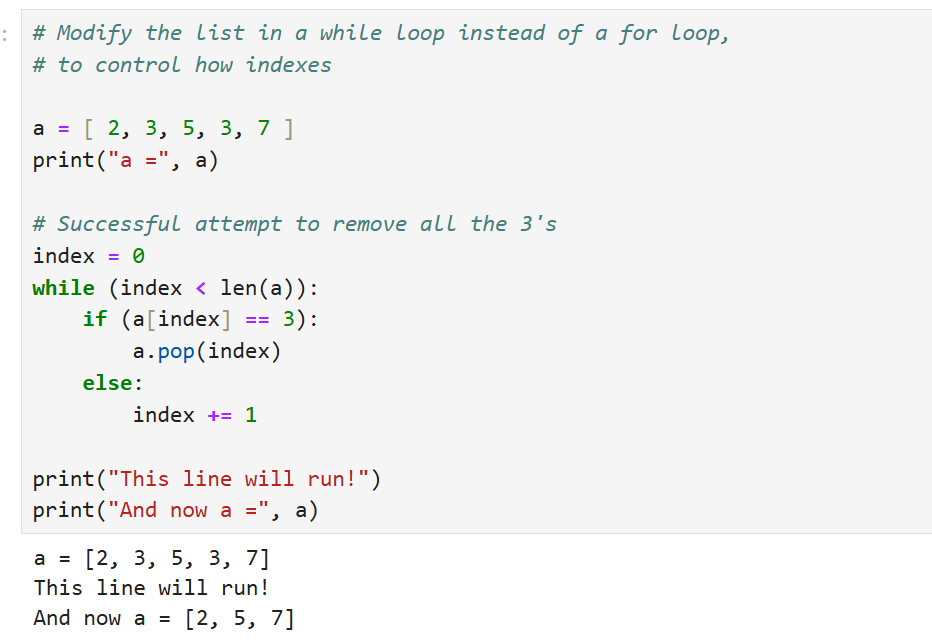 :
# Modify the list in a while loop instead of a for loop,
# to control how indexes
a = [ 2, 3, 5, 3, 7 ]
print("a =", a)
# Successful attempt to remove all the 3's
index = 0
while (index < len(a)):
    if (a[index] == 3):
        a.pop(index)
    else:
        index += 1
print("This line will run!")
print("And now a =", a)
a = [2, 3, 5, 3, 7]
This line will run!
And now a = [2, 5, 7]